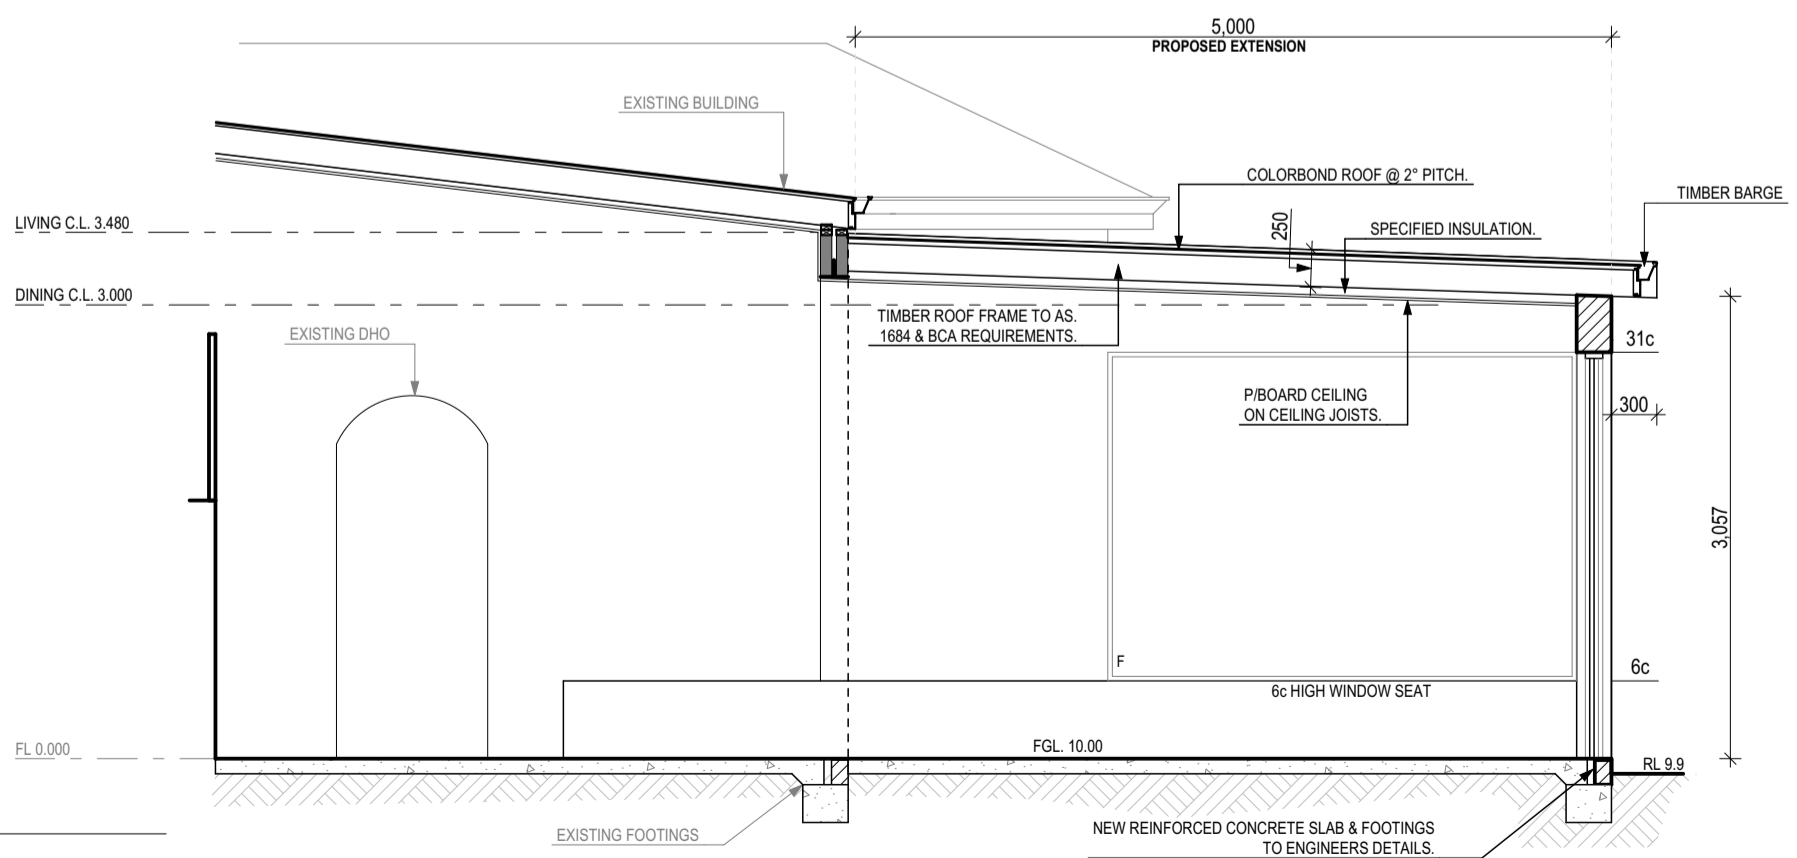 5,000
PROPOSED EXTENSION
EXISTING BUILDING
COLORBOND ROOF @ 2° PITCH.
TIMBER BARGE
LIVING C.L. 3.480
250
SPECIFIED INSULATION.
DINING C.L. 3.000
TIMBER ROOF FRAME TO AS.
1684 & BCA REQUIREMENTS.
EXISTING DHO
31c
P/BOARD CEILING
ON CEILING JOISTS.
300
3,057
F
6c
6c HIGH WINDOW SEAT
FL 0.000
FGL. 10.00
RL 9.9
EXISTING FOOTINGS
NEW REINFORCED CONCRETE SLAB & FOOTINGS
TO ENGINEERS DETAILS.